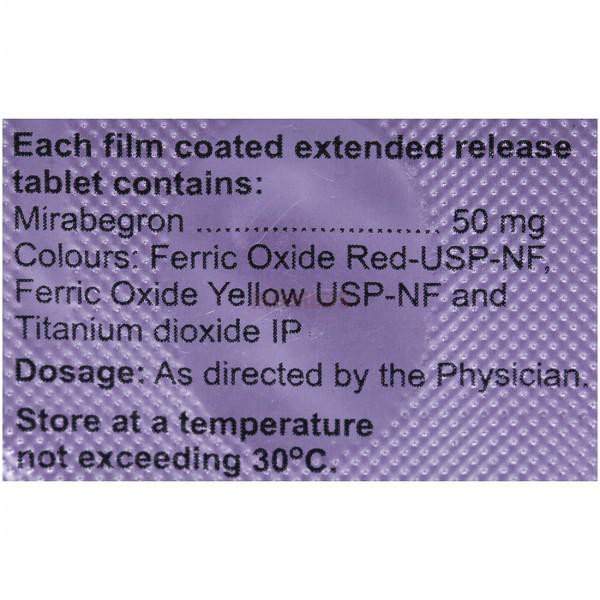 Each film coated extended release
tablet contains:
Mirabegron .................................. 50 mg
Colours: Ferric Oxide Red-USP-NF,
Ferric Oxide Yellow USP-NF and
Titanium dioxide IP
Dosage: As directed by the Physician.
Store at a temperature
not exceeding 30°C.